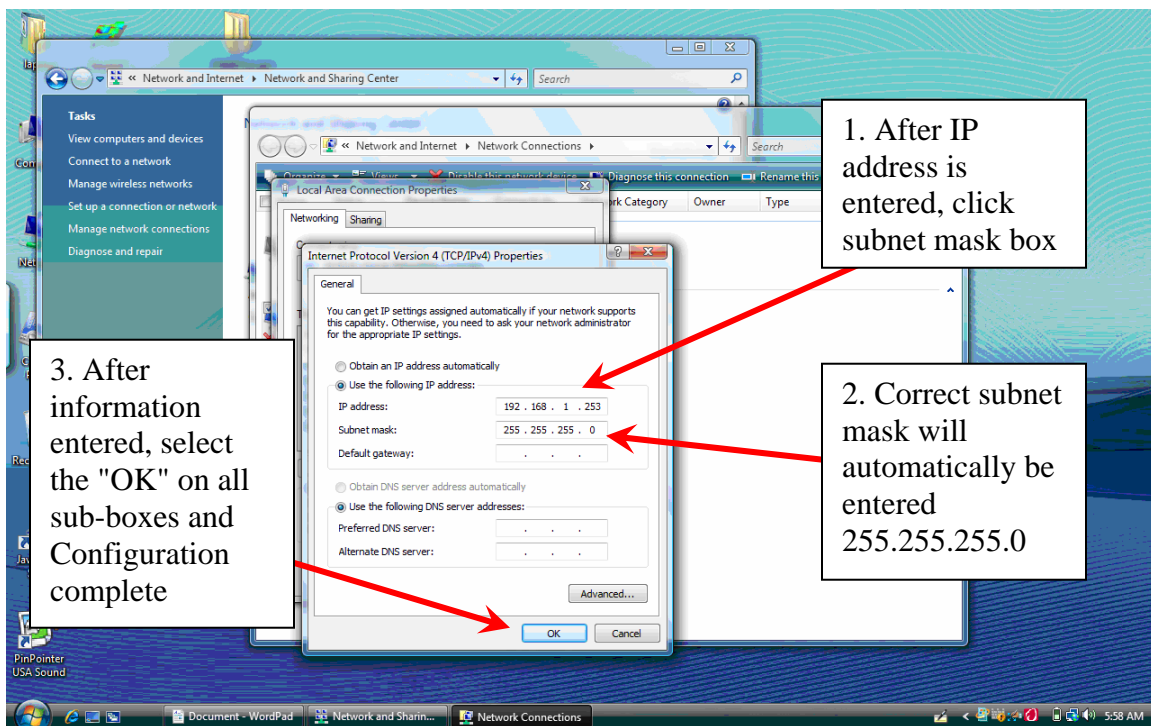 « Network and Internet ▸ Network and Sharing Center
Search
Tasks
View computers and devices
Connect to a network
Manage wireless networks
Set up a connection or network
Manage network connections
Diagnose and repair
« Network and Internet ▸ Network Connections ▸
Search
Organize Views Disable this network device Diagnose this connection Rename this
Network Category Owner Type
Local Area Connection Properties
Networking Sharing
Internet Protocol Version 4 (TCP/IPv4) Properties
General
You can get IP settings assigned automatically if your network supports
this capability. Otherwise, you need to ask your network administrator
for the appropriate IP settings.
Obtain an IP address automatically
Use the following IP address:
IP address: 192 . 168 . 1 . 253
Subnet mask: 255 . 255 . 255 . 0
Default gateway: . . .
Obtain DNS server address automatically
Use the following DNS server addresses:
Preferred DNS server: . . .
Alternate DNS server: . . .
Advanced...
OK Cancel
1. After IP
address is
entered, click
subnet mask box
2. Correct subnet
mask will
automatically be
entered
255.255.255.0
3. After
information
entered, select
the "OK" on all
sub-boxes and
Configuration
complete
PinPointer
USA Sound
Document - WordPad
Network and Sharin...
Network Connections
5:58 AM